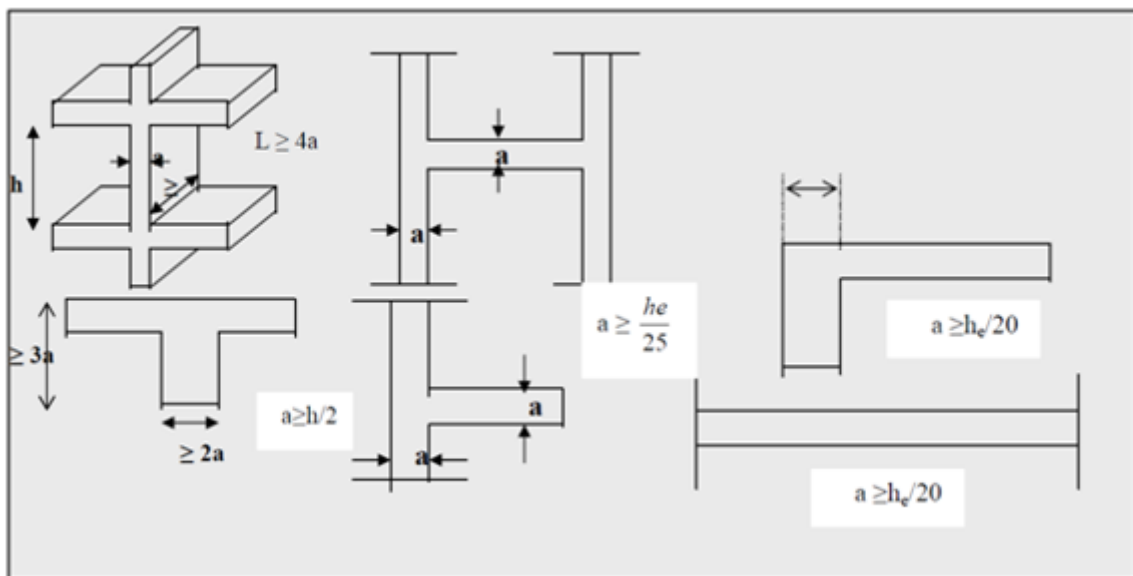 L ≥ 4a
a
h
≥
a
a
a ≥ he/25
≥ 3a
≥ 2a
a≥h/2
a
a
a ≥hₑ/20
a ≥hₑ/20